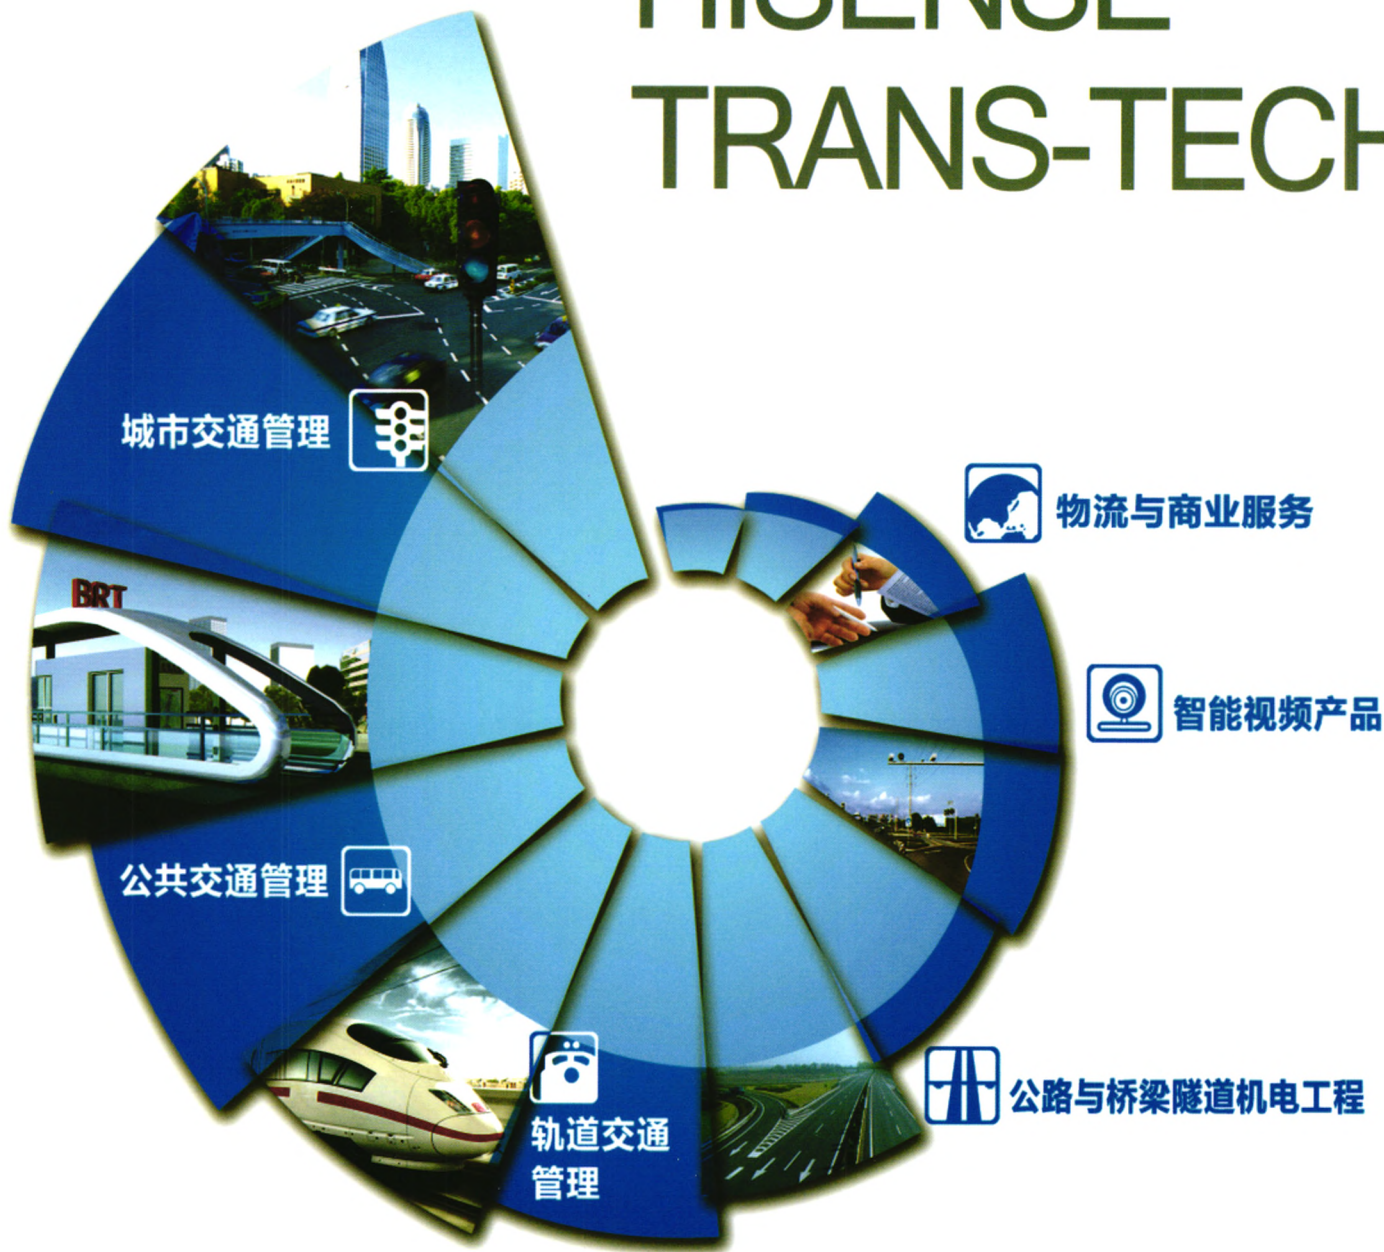 HISENSE
TRANS-TECH
城市交通管理
物流与商业服务
BRT
智能视频产品
公共交通管理
公路与桥梁隧道机电工程
轨道交通
管理